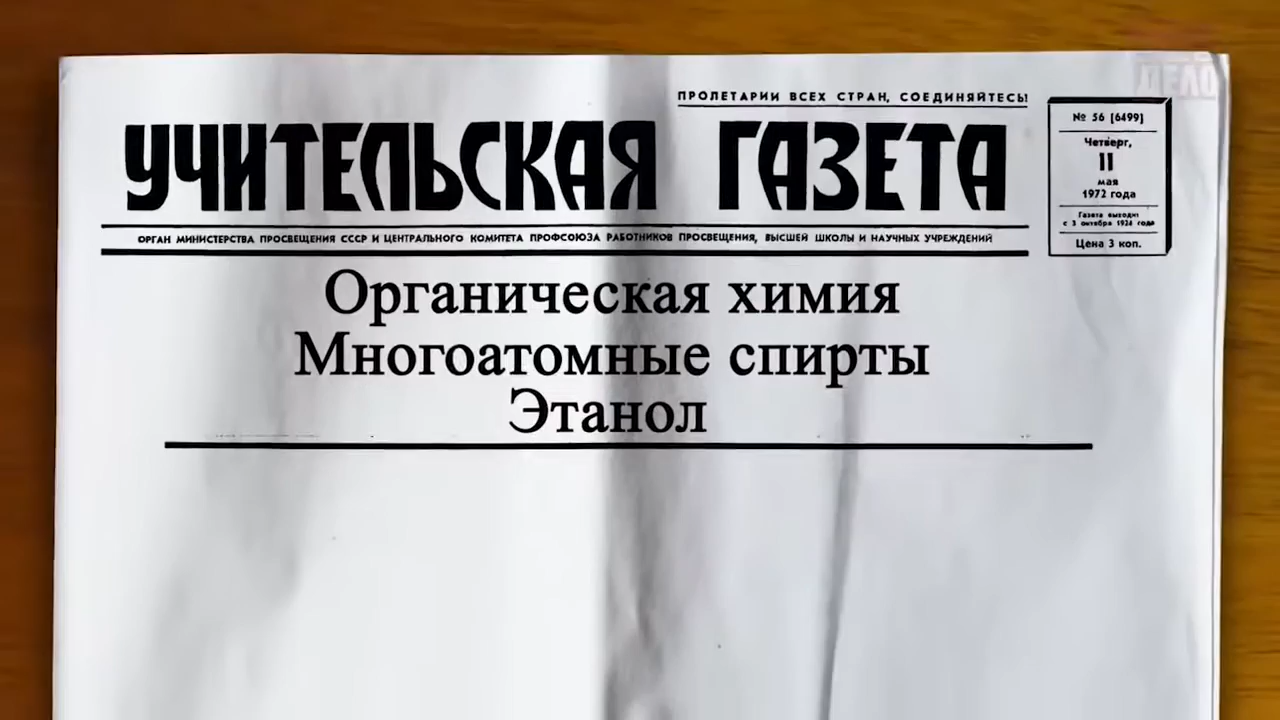 ПРОЛЕТАРИИ ВСЕХ СТРАН, СОЕДИНЯЙТЕСЬ!
УЧИТЕЛЬСКАЯ ГАЗЕТА
ОРГАН МИНИСТЕРСТВА ПРОСВЕЩЕНИЯ СССР И ЦЕНТРАЛЬНОГО КОМИТЕТА ПРОФСОЮЗА РАБОТНИКОВ ПРОСВЕЩЕНИЯ, ВЫСШЕЙ ШКОЛЫ И НАУЧНЫХ УЧРЕЖДЕНИЙ
№ 56 [6499]
Четверг,
11
мая
1972 года
Газета выходит
с 3 октября 1924 года
Цена 3 коп.
Органическая химия
Многоатомные спирты
Этанол
ДЕЛО